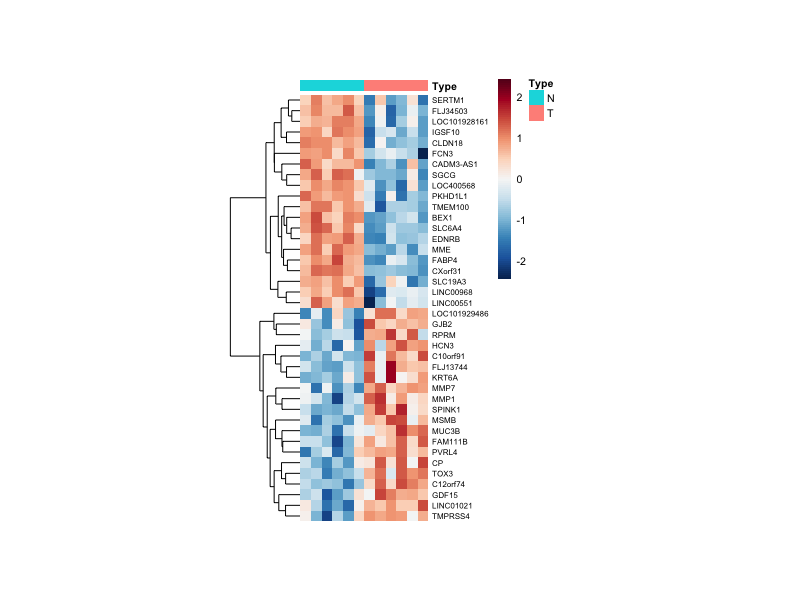 Type
SERTM1
FLJ34503
LOC101928161
IGSF10
CLDN18
FCN3
CADM3-AS1
SGCG
LOC400568
PKHD1L1
TMEM100
BEX1
SLC6A4
EDNRB
MME
FABP4
CXorf31
SLC19A3
LINC00968
LINC00551
LOC101929486
GJB2
RPRM
HCN3
C10orf91
FLJ13744
KRT6A
MMP7
MMP1
SPINK1
MSMB
MUC3B
FAM111B
PVRL4
CP
TOX3
C12orf74
GDF15
LINC01021
TMPRSS4
2
1
0
-1
-2
Type
N
T